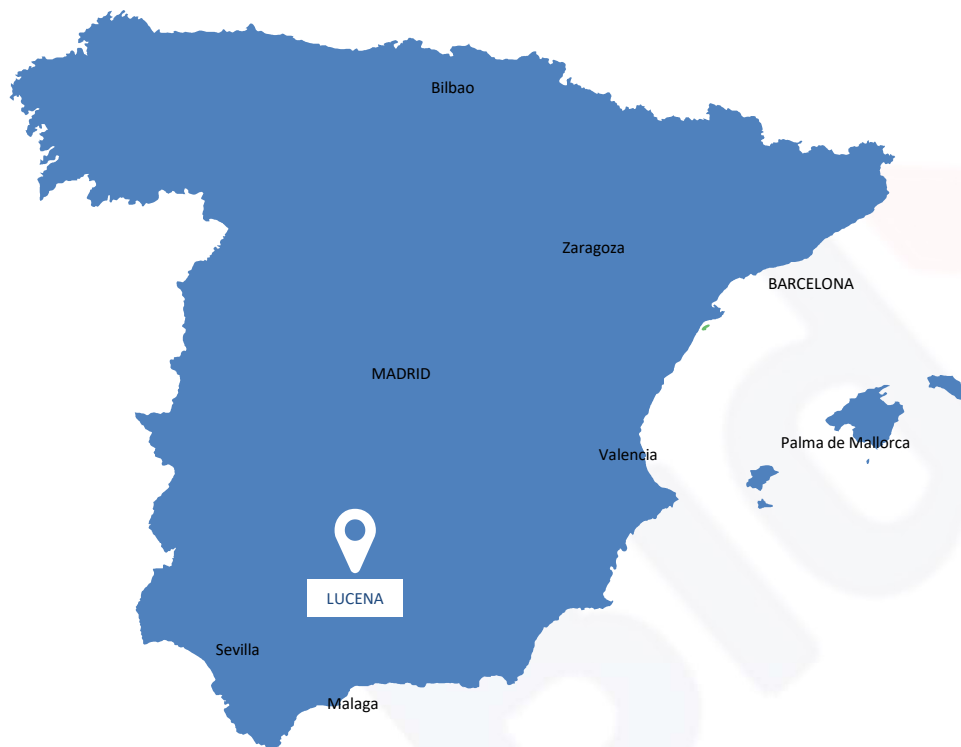 Bilbao
Zaragoza
BARCELONA
MADRID
Palma de Mallorca
Valencia
LUCENA
Sevilla
Malaga